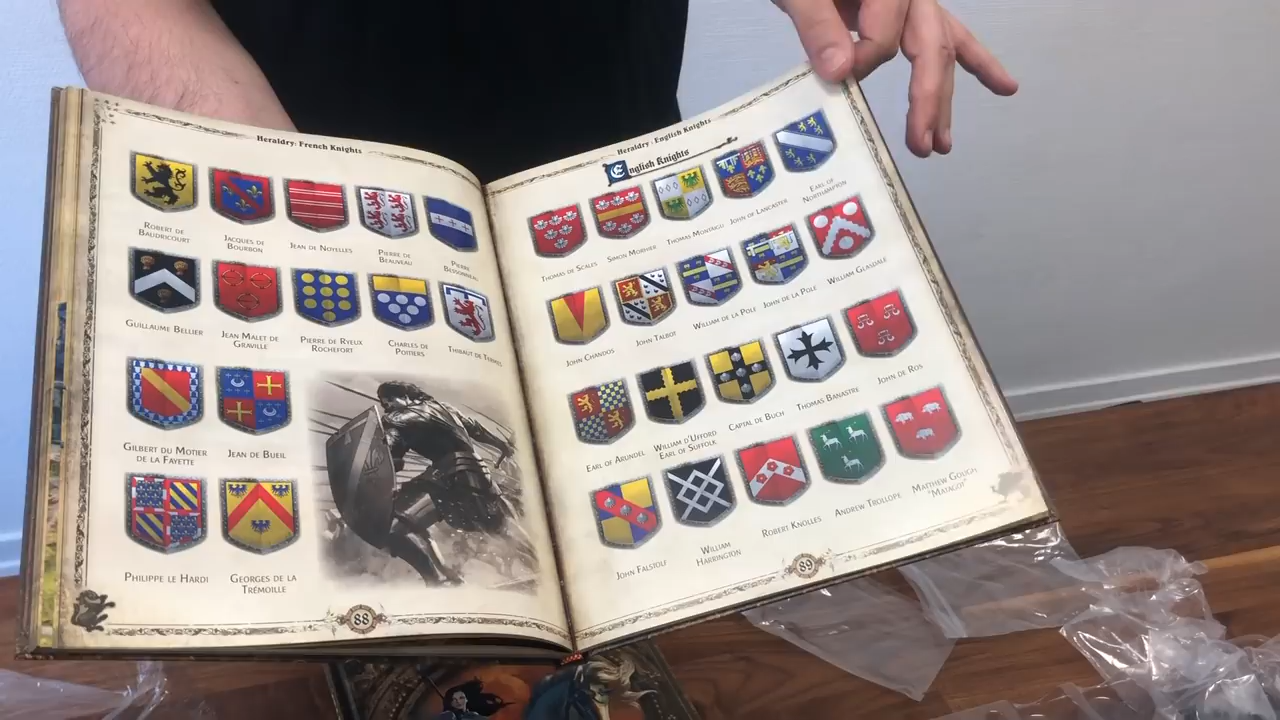 Heraldry: French Knights
Robert de
Baudricourt
Jacques de
Bourbon
Jean de Noyelles
Pierre de
Beauveau
Pierre
Bessonneau
Guillaume Bellier
Jean Malet de
Graville
Pierre de Ryeux
Rochefort
Charles de
Poitiers
Thibaut de Termes
Gilbert du Motier
de la Fayette
Jean de Bueil
Philippe le Hardi
Georges de la
Trémoille
88
Heraldry: English Knights
English Knights
Thomas de Scales
Simon Morhier
Thomas Montagu
John of Lancaster
Earl of
Northampton
John Chandos
John Talbot
William de la Pole
John de la Pole
William Glasdale
Earl of Arundel
William d'Ufford
Earl of Suffolk
Captal de Buch
Thomas Banastre
John de Ros
John Falstolf
William
Harrington
Robert Knolles
Andrew Trollope
Matthew Gough
"Matago"
89